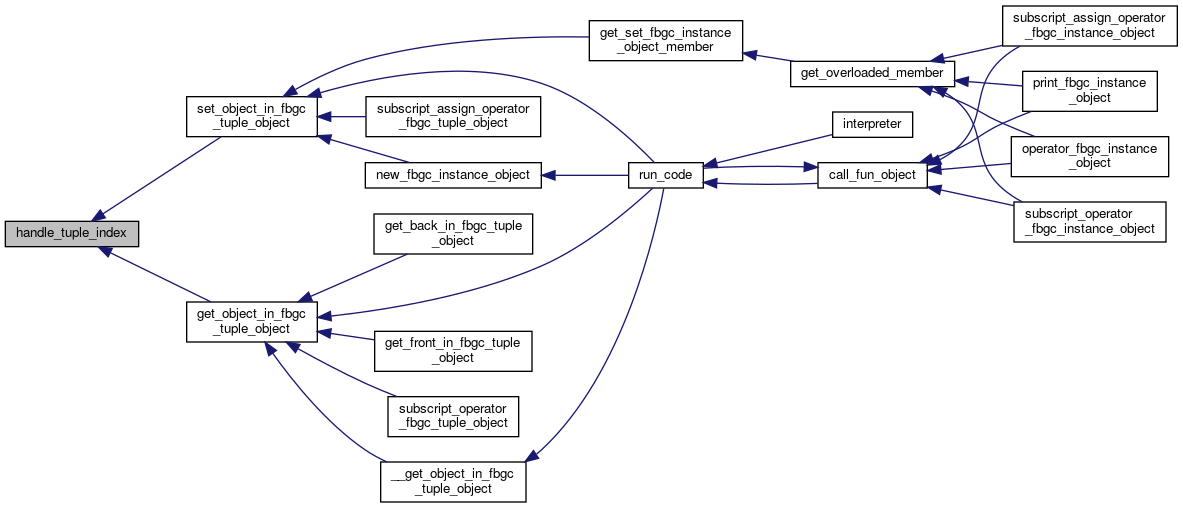 handle_tuple_index
set_object_in_fbgc
_tuple_object
get_object_in_fbgc
_tuple_object
get_set_fbgc_instance
_object_member
subscript_assign_operator
_fbgc_tuple_object
new_fbgc_instance_object
get_back_in_fbgc_tuple
_object
get_front_in_fbgc_tuple
_object
subscript_operator
_fbgc_tuple_object
__get_object_in_fbgc
_tuple_object
run_code
get_overloaded_member
interpreter
call_fun_object
subscript_assign_operator
_fbgc_instance_object
print_fbgc_instance
_object
operator_fbgc_instance
_object
subscript_operator
_fbgc_instance_object